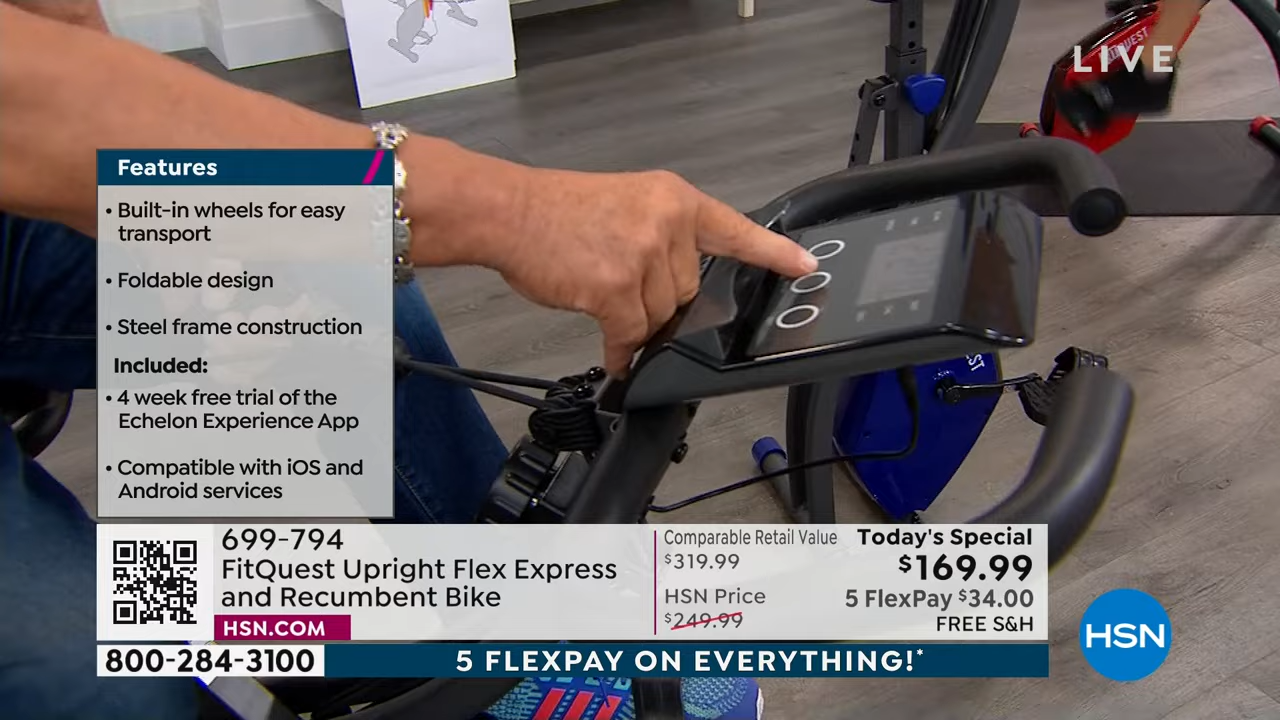 LIVE
Features
• Built-in wheels for easy
transport
• Foldable design
• Steel frame construction
Included:
• 4 week free trial of the
Echelon Experience App
• Compatible with iOS and
Android services
699-794
FitQuest Upright Flex Express
and Recumbent Bike
HSN.COM
Comparable Retail Value
$319.99
HSN Price
$249.99
Today's Special
$169.99
5 FlexPay $34.00
FREE S&H
HSN
800-284-3100
5 FLEXPAY ON EVERYTHING!*